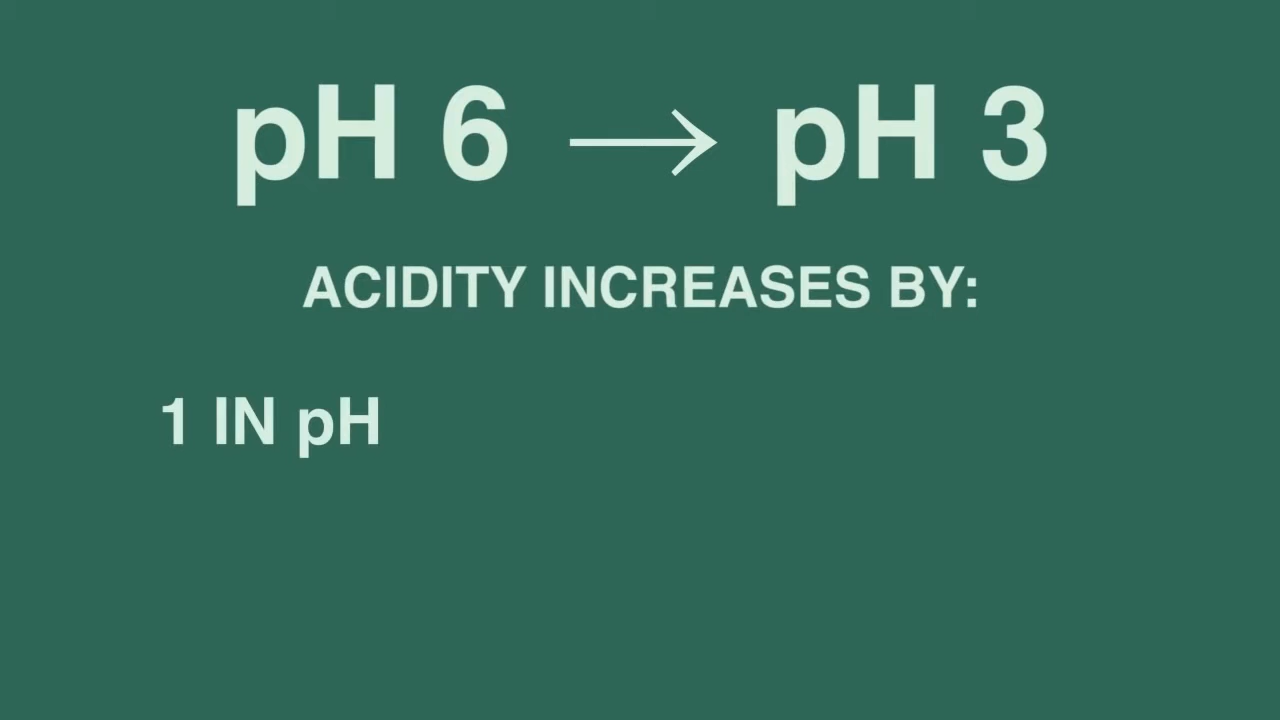 pH 6 → pH 3
ACIDITY INCREASES BY:
1 IN pH